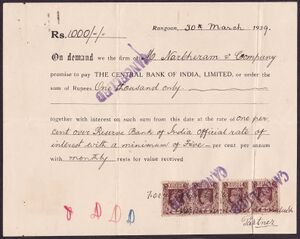 Rangoon, 30th March 1939.
Rs. 1000/-/-
On demand we the firm of M/o Narbheram & Company
promise to pay THE CENTRAL BANK OF INDIA, LIMITED, or order the
sum of Rupees One thousand only
CANCELLED
together with interest on such sum from this date at the rate of one per
cent over Reserve Bank of India official rate of
interest with a minimum of Five per cent per annum
with monthly rests for value received
Partner